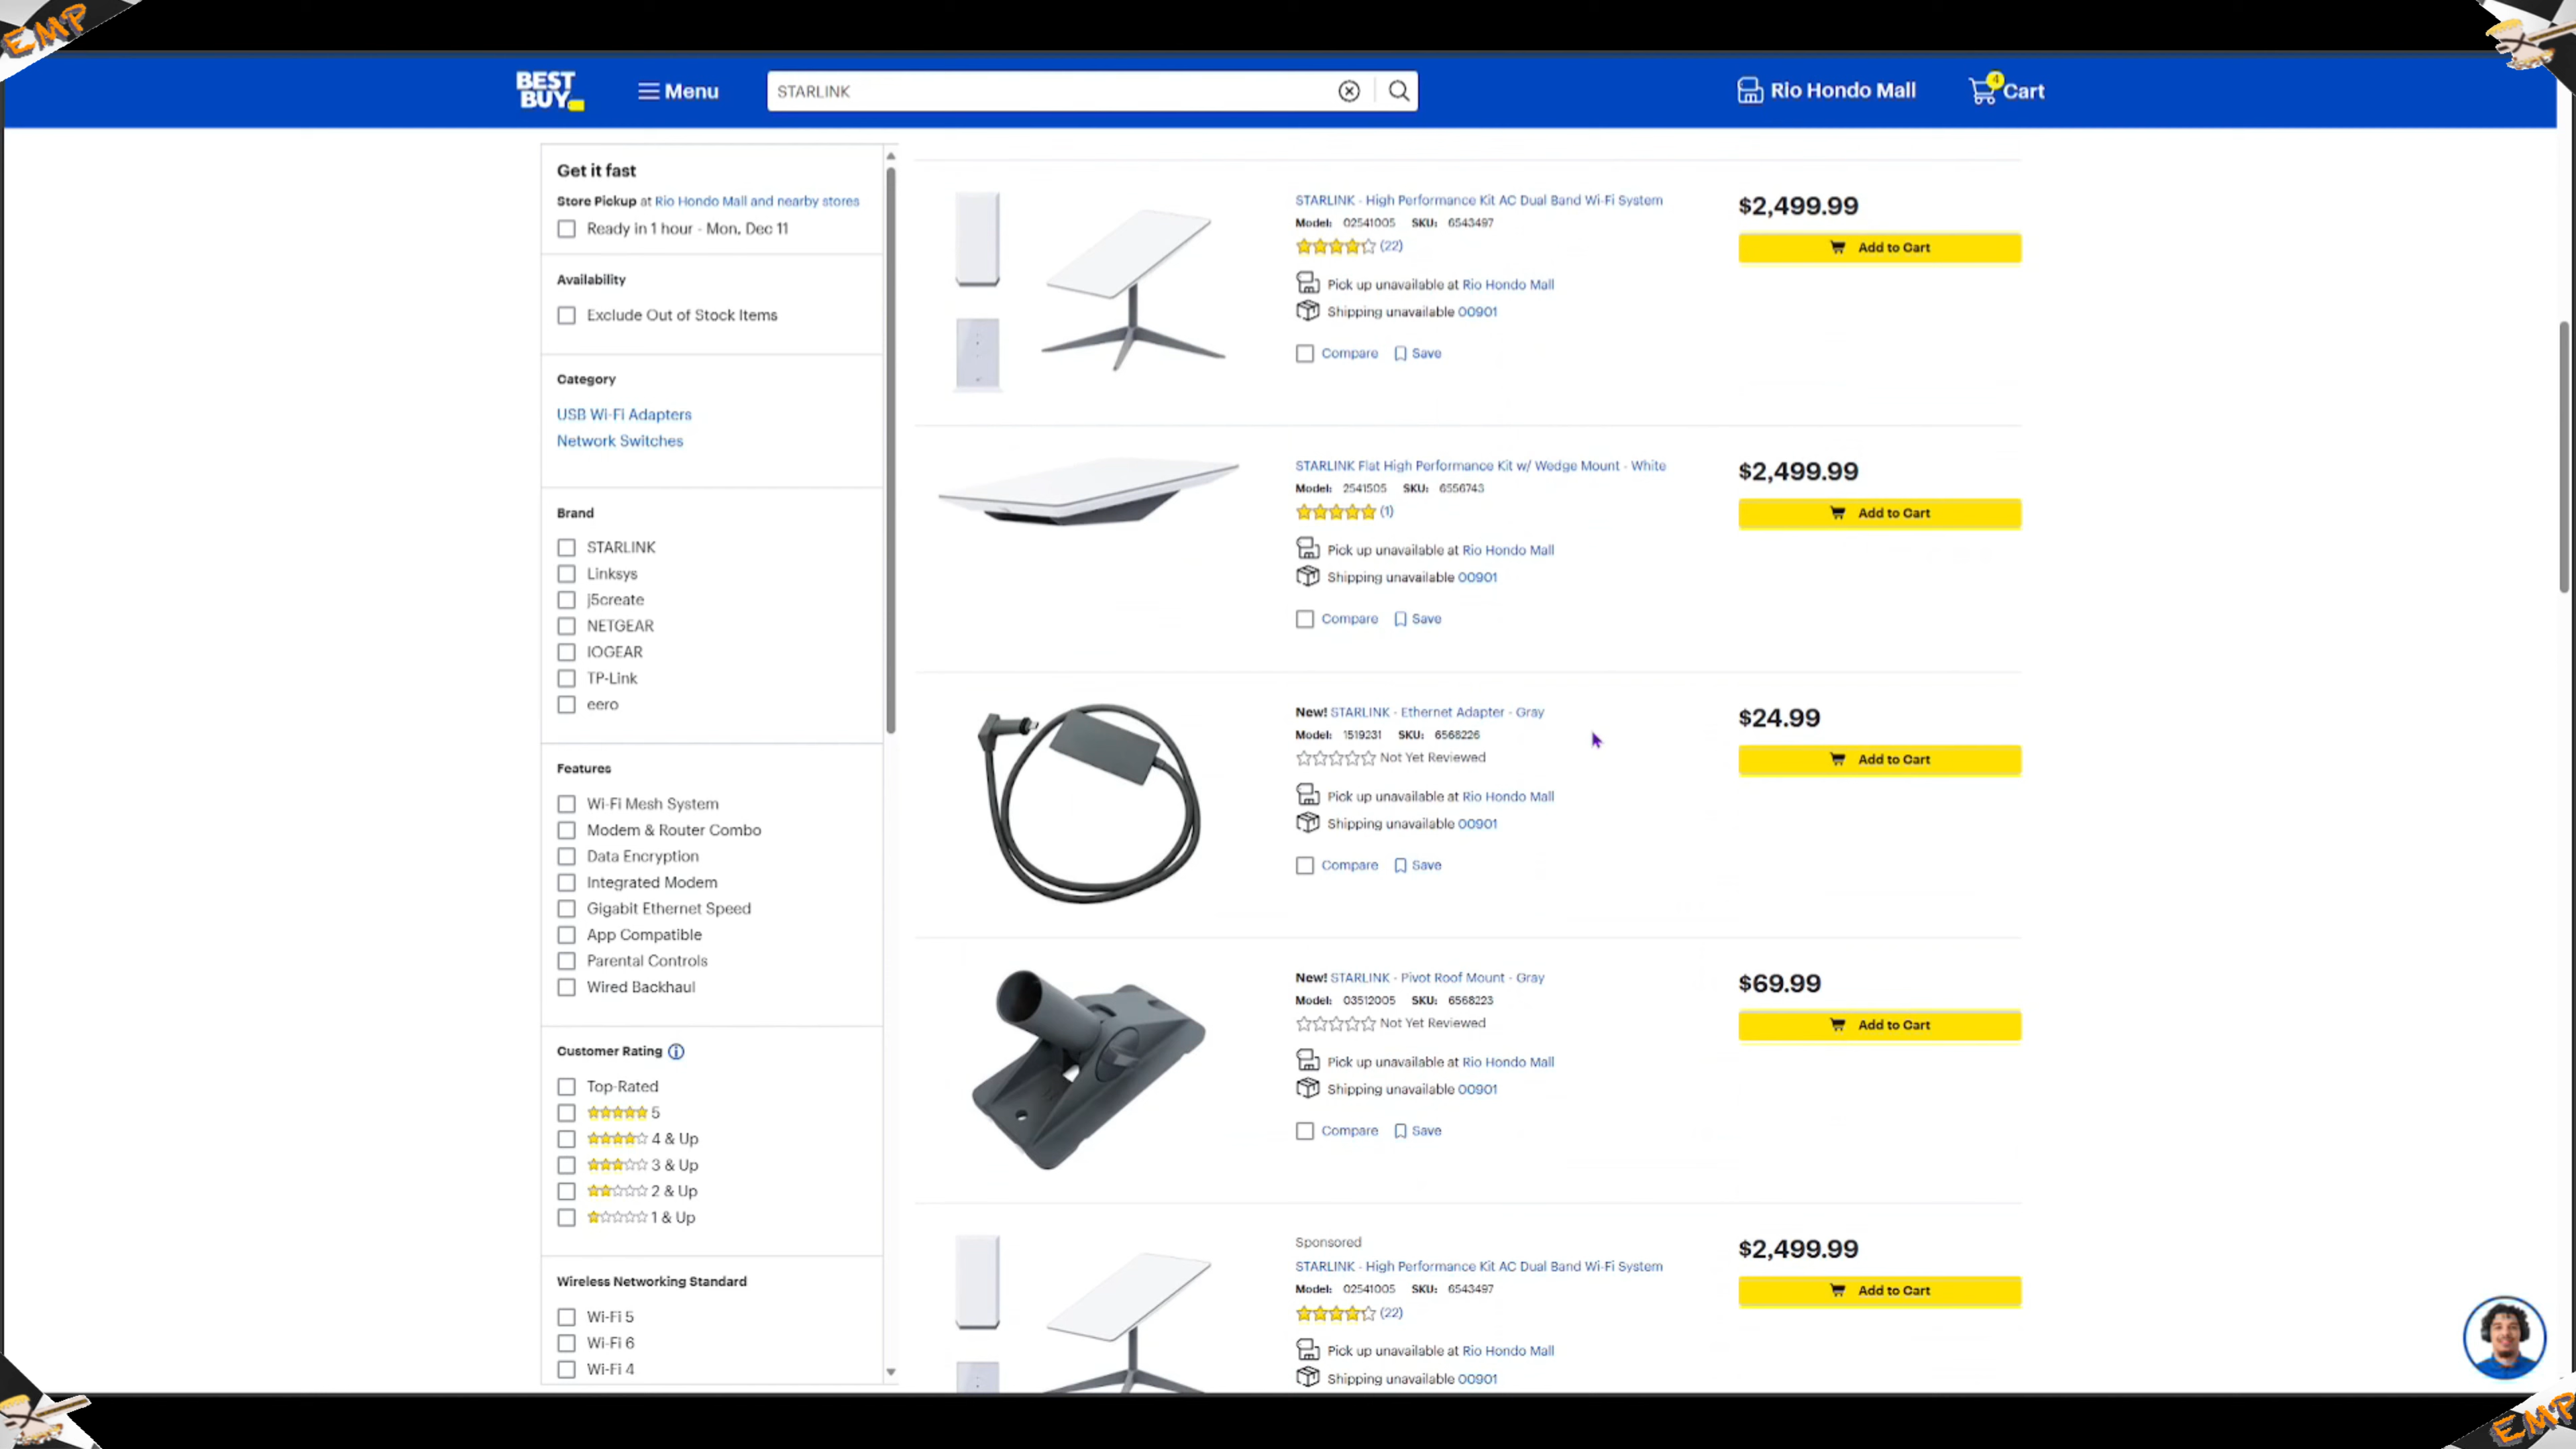 EMP
BEST
BUY
Menu
STARLINK
Rio Hondo Mall
4
Cart
Get it fast
Store Pickup at Rio Hondo Mall and nearby stores
Ready in 1 hour - Mon, Dec 11
Availability
Exclude Out of Stock Items
Category
USB Wi-Fi Adapters
Network Switches
Brand
STARLINK
Linksys
j5create
NETGEAR
IOGEAR
TP-Link
eero
Features
Wi-Fi Mesh System
Modem & Router Combo
Data Encryption
Integrated Modem
Gigabit Ethernet Speed
App Compatible
Parental Controls
Wired Backhaul
Customer Rating
Top-Rated
5
4 & Up
3 & Up
2 & Up
1 & Up
Wireless Networking Standard
Wi-Fi 5
Wi-Fi 6
Wi-Fi 4
STARLINK - High Performance Kit AC Dual Band Wi-Fi System
Model: 02541005 SKU: 6543497
(22)
Pick up unavailable at Rio Hondo Mall
Shipping unavailable 00901
Compare Save
$2,499.99
Add to Cart
STARLINK Flat High Performance Kit w/ Wedge Mount - White
Model: 2541505 SKU: 6556743
(1)
Pick up unavailable at Rio Hondo Mall
Shipping unavailable 00901
Compare Save
$2,499.99
Add to Cart
New! STARLINK - Ethernet Adapter - Gray
Model: 1519231 SKU: 6568226
Not Yet Reviewed
Pick up unavailable at Rio Hondo Mall
Shipping unavailable 00901
Compare Save
$24.99
Add to Cart
New! STARLINK - Pivot Roof Mount - Gray
Model: 03512005 SKU: 6568223
Not Yet Reviewed
Pick up unavailable at Rio Hondo Mall
Shipping unavailable 00901
Compare Save
$69.99
Add to Cart
Sponsored
STARLINK - High Performance Kit AC Dual Band Wi-Fi System
Model: 02541005 SKU: 6543497
(22)
Pick up unavailable at Rio Hondo Mall
Shipping unavailable 00901
$2,499.99
Add to Cart
EMP